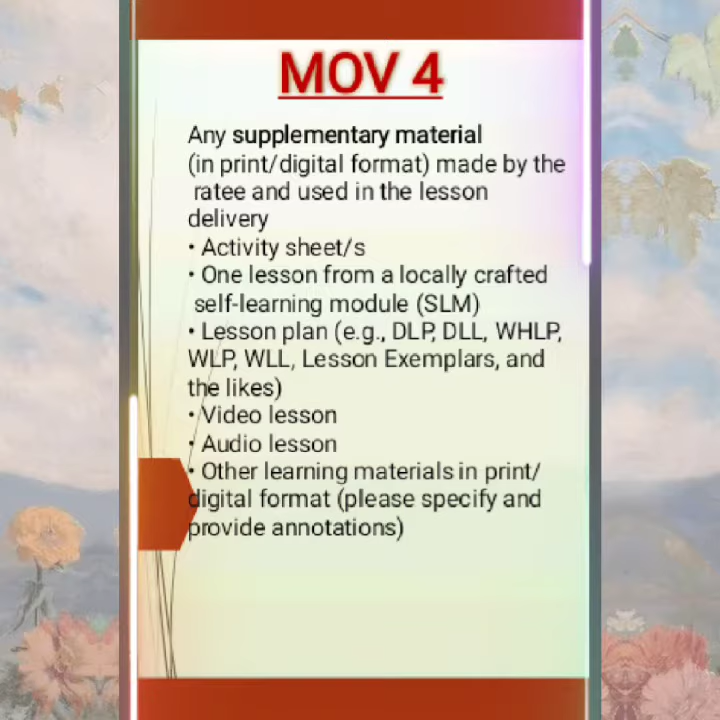 MOV 4
Any supplementary material
(in print/digital format) made by the
ratee and used in the lesson
delivery
• Activity sheet/s
• One lesson from a locally crafted
self-learning module (SLM)
• Lesson plan (e.g., DLP, DLL, WHLP,
WLP, WLL, Lesson Exemplars, and
the likes)
• Video lesson
• Audio lesson
• Other learning materials in print/
digital format (please specify and
provide annotations)